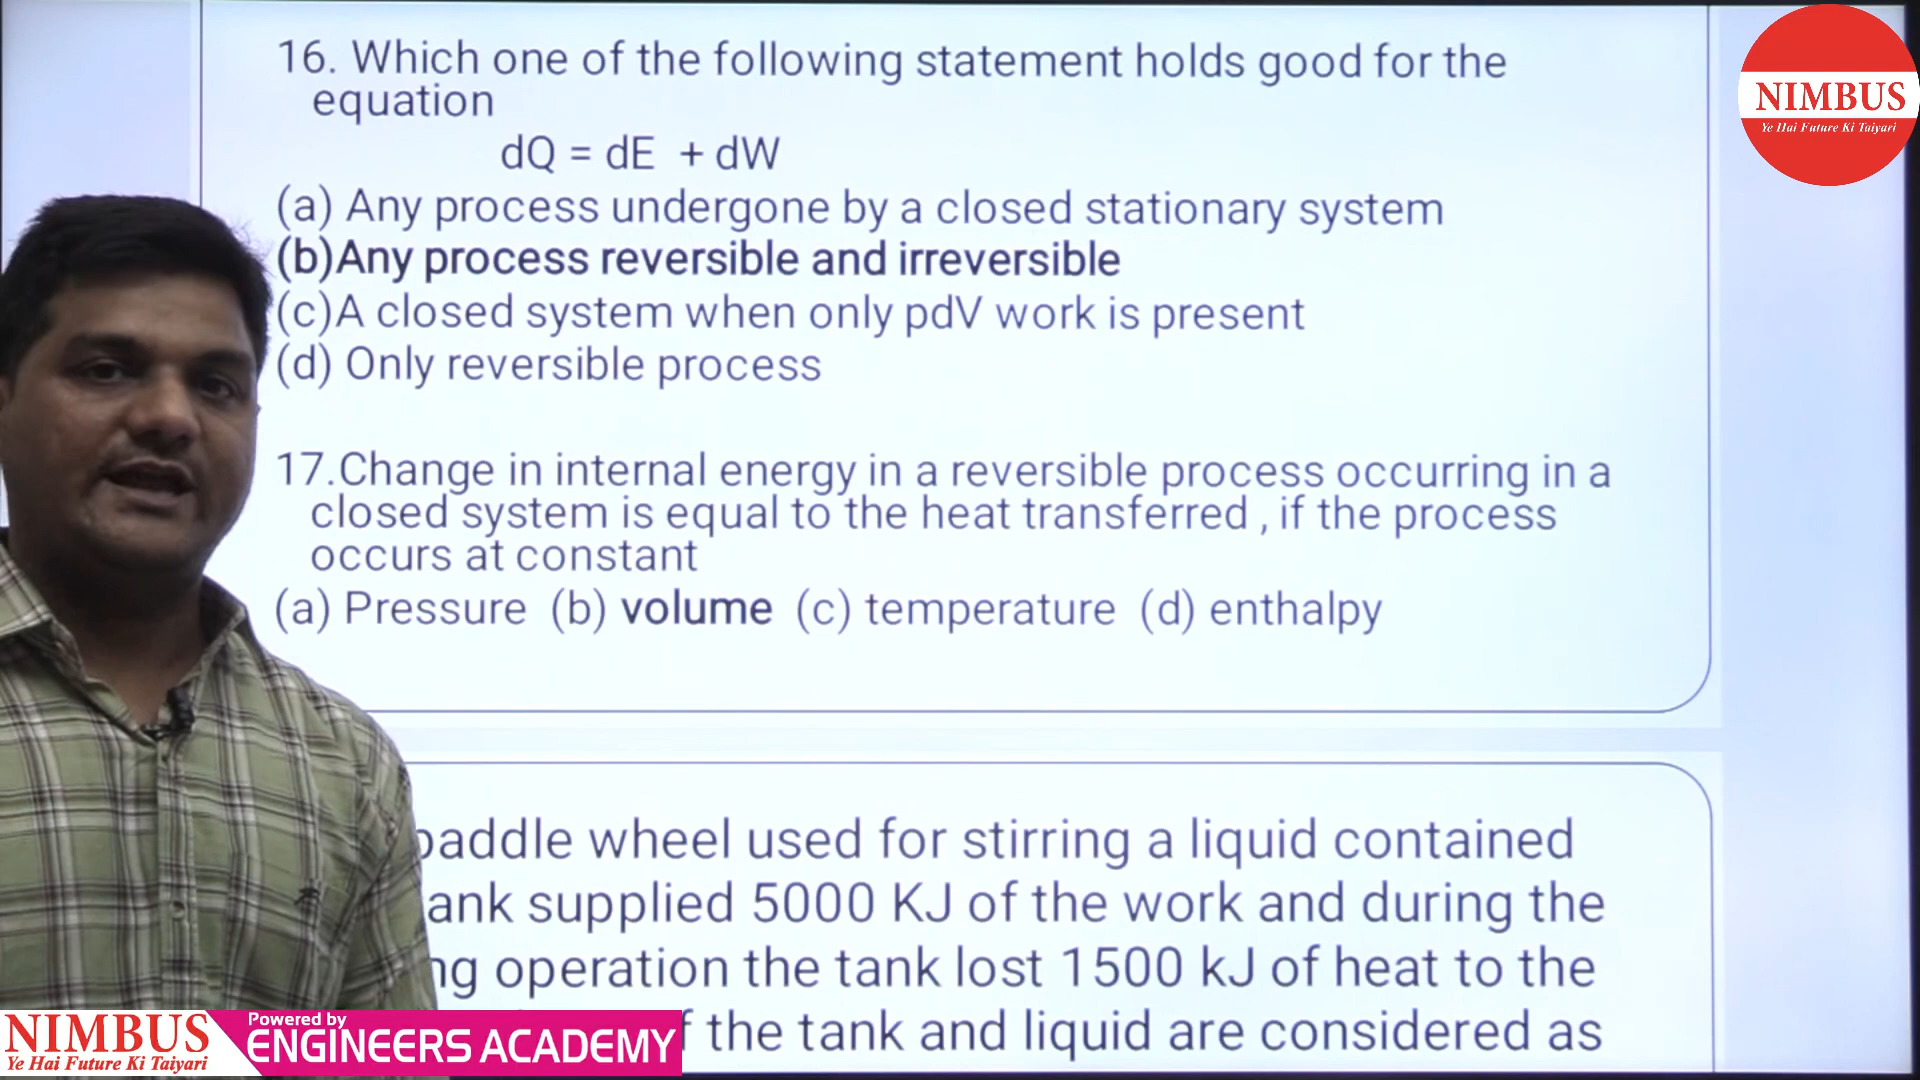 16. Which one of the following statement holds good for the
equation
dQ = dE + dW
(a) Any process undergone by a closed stationary system
(b)Any process reversible and irreversible
(c)A closed system when only pdV work is present
(d) Only reversible process
17.Change in internal energy in a reversible process occurring in a
closed system is equal to the heat transferred , if the process
occurs at constant
(a) Pressure (b) volume (c) temperature (d) enthalpy
wheel used for stirring a liquid contained
supplied 5000 KJ of the work and during the
operation the tank lost 1500 kJ of heat to the
the tank and liquid are considered as
NIMBUS
Ye Hai Future Ki Taiyari
NIMBUS
Ye Hai Future Ki Taiyari
Powered by
ENGINEERS ACADEMY